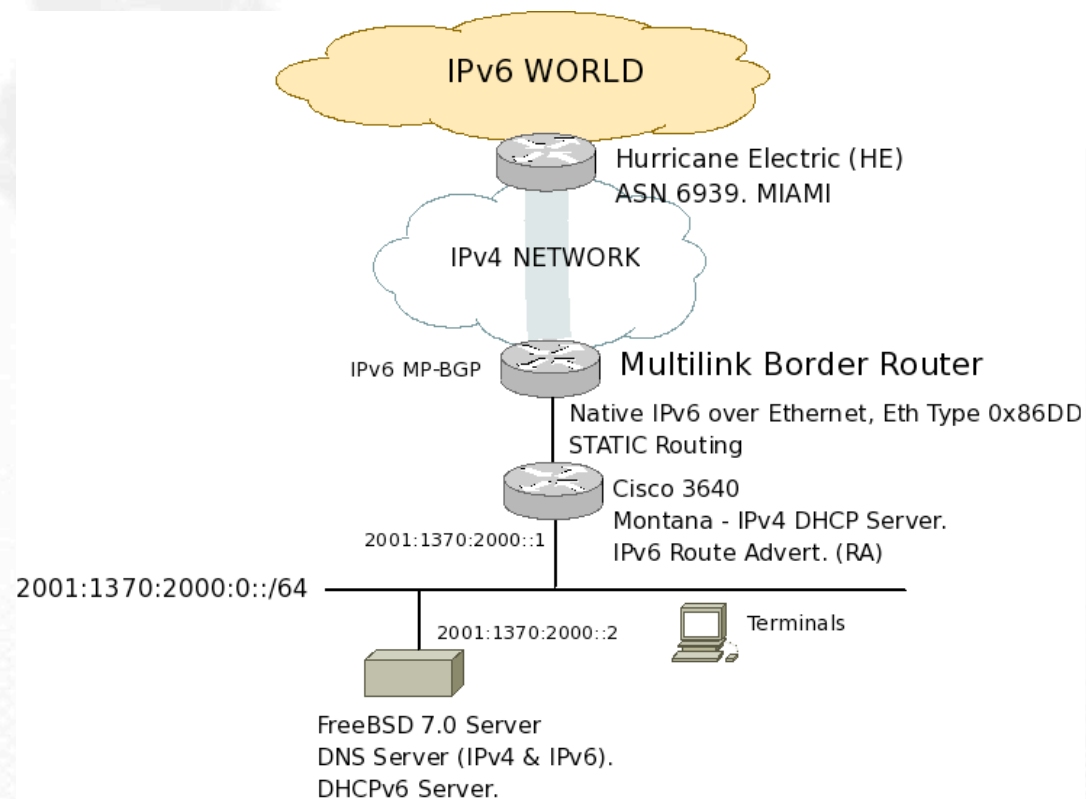 IPv6 WORLD
Hurricane Electric (HE)
ASN 6939. MIAMI
IPv4 NETWORK
IPv6 MP-BGP
Multilink Border Router
Native IPv6 over Ethernet, Eth Type 0x86DD
STATIC Routing
Cisco 3640
Montana - IPv4 DHCP Server.
IPv6 Route Advert. (RA)
2001:1370:2000::1
2001:1370:2000:0::/64
2001:1370:2000::2
Terminals
FreeBSD 7.0 Server
DNS Server (IPv4 & IPv6).
DHCPv6 Server.